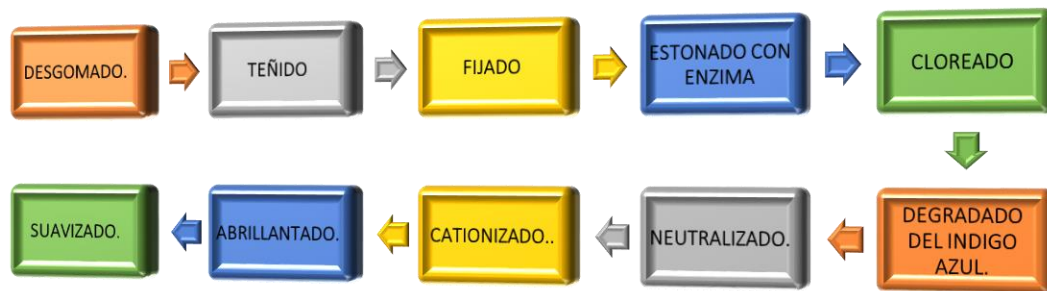 DESGOMADO.
TEÑIDO
FIJADO
ESTONADO CON
ENZIMA
CLOREADO
DEGRADADO
DEL INDIGO
AZUL.
NEUTRALIZADO.
CATIONIZADO..
ABRILLANTADO.
SUAVIZADO.